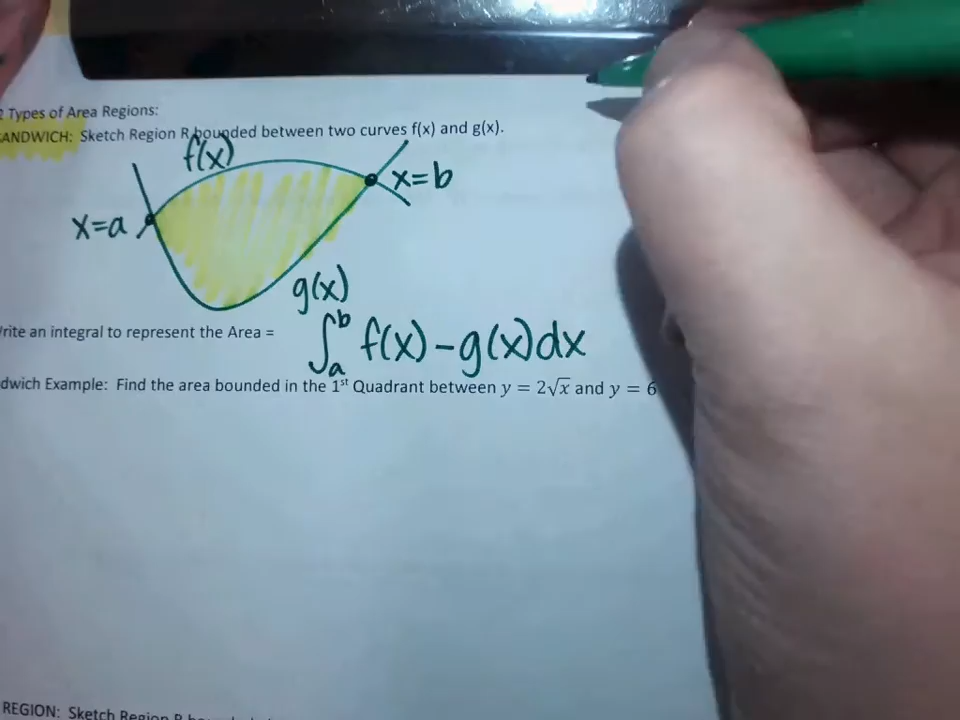 2 Types of Area Regions:
ANDWICH: Sketch Region R bounded between two curves f(x) and g(x).
f(x)
x=b
x=a
g(x)
rite an integral to represent the Area = ∫ₐᵇ f(x)-g(x)dx
dwich Example: Find the area bounded in the 1st Quadrant between y = 2√x and y = 6
REGION: Sketch Region R